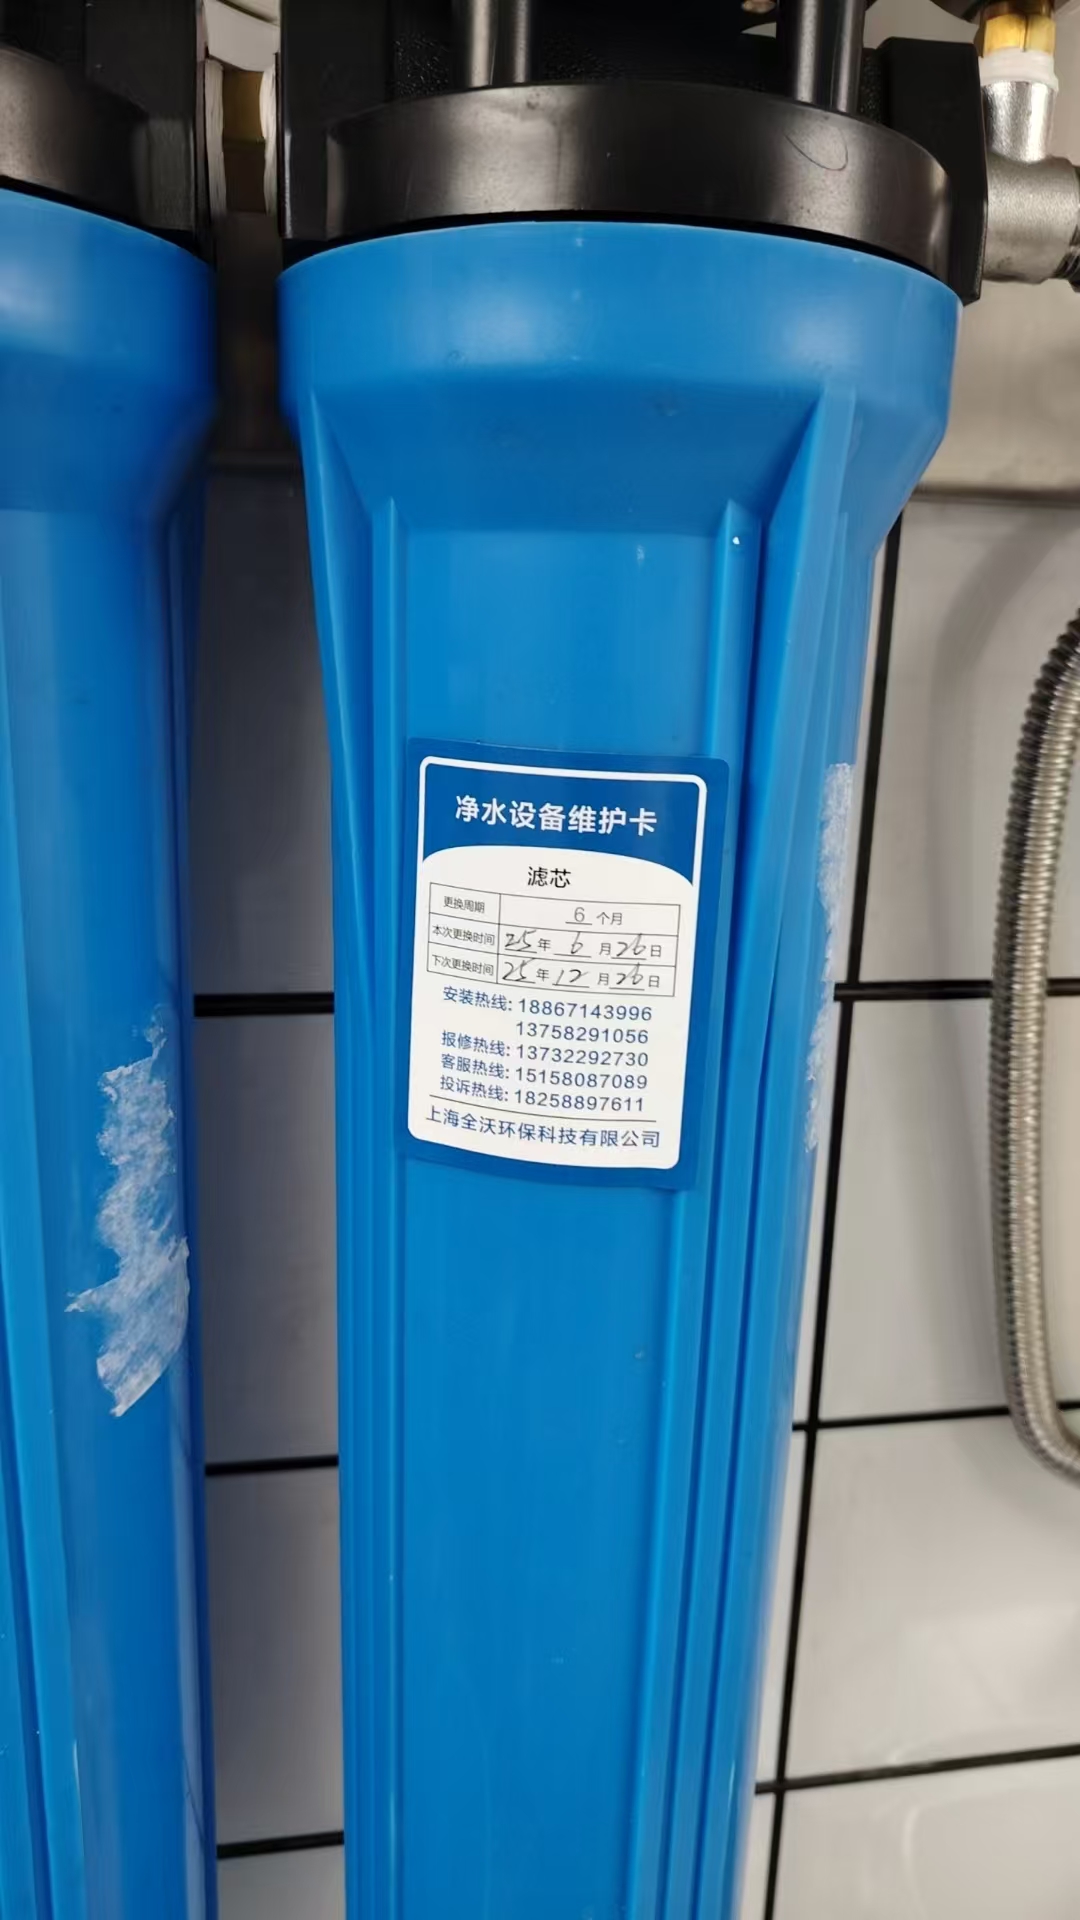 净水设备维护卡
滤芯
更换周期 6 个月
本次更换时间 25年 6 月26日
下次更换时间 25年 12 月26日
安装热线: 18867143996
13758291056
报修热线: 13732292730
客服热线: 15158087089
投诉热线: 18258897611
上海全沃环保科技有限公司